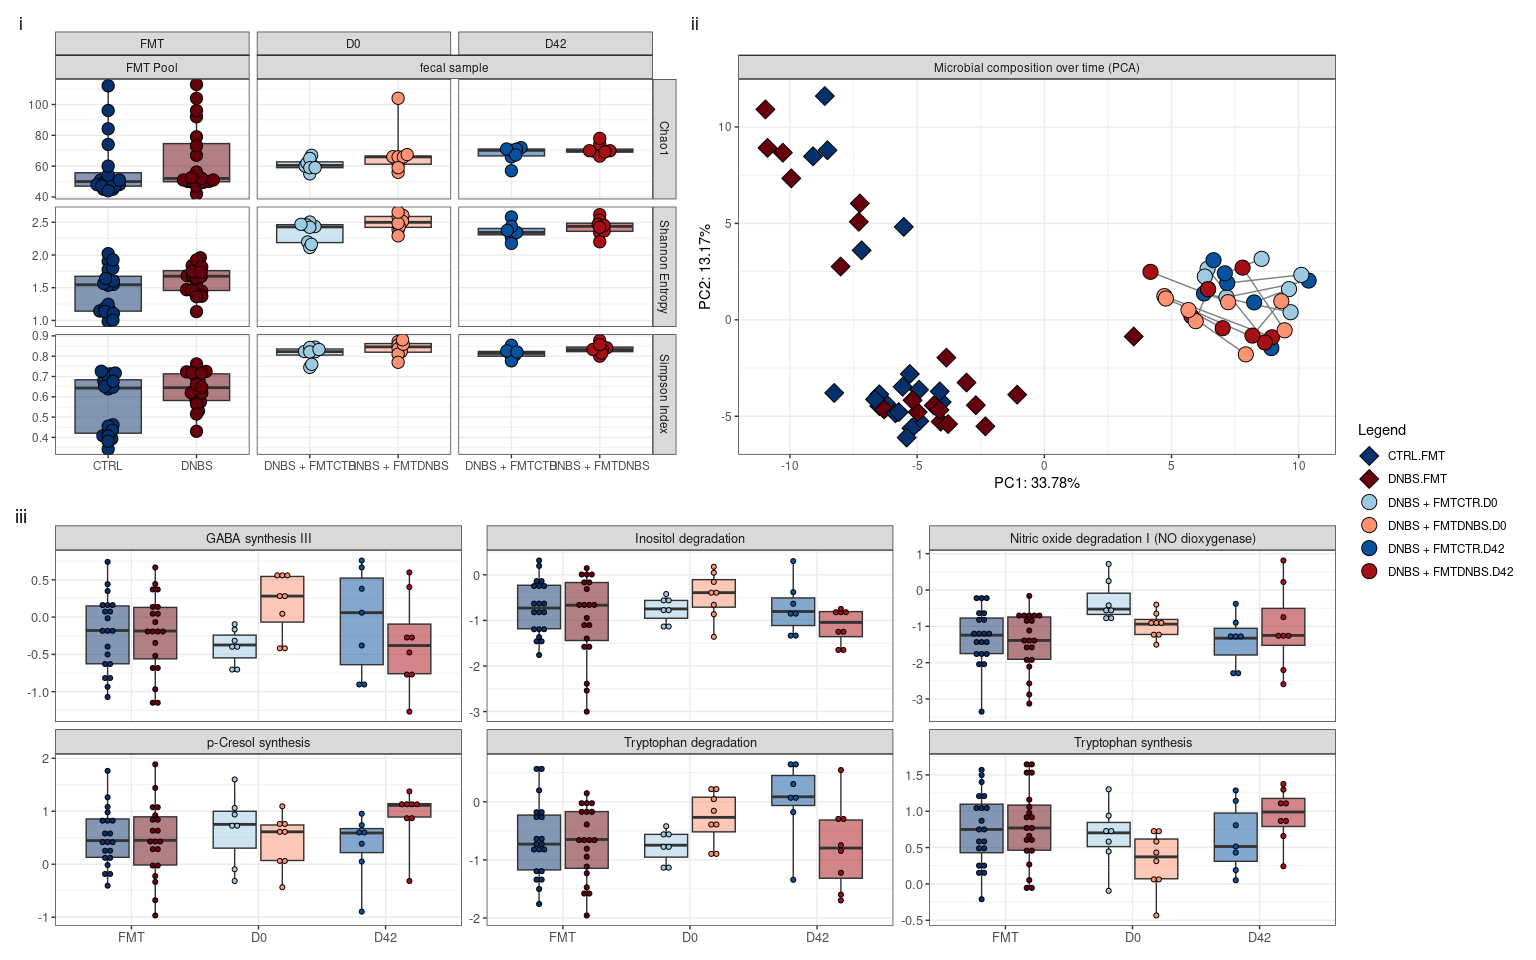 i
FMT
D0
D42
FMT Pool
fecal sample
100
80
60
40
Chao1
2.5
2.0
1.5
1.0
Shannon Entropy
0.9
0.8
0.7
0.6
0.5
0.4
Simpson Index
CTRL
DNBS
DNBS + FMTCTR
DNBS + FMTDNBS
DNBS + FMTCTR
DNBS + FMTDNBS
ii
Microbial composition over time (PCA)
10
5
0
-5
PC2: 13.17%
-10
-5
0
5
10
PC1: 33.78%
Legend
CTRL.FMT
DNBS.FMT
DNBS + FMTCTR.D0
DNBS + FMTDNBS.D0
DNBS + FMTCTR.D42
DNBS + FMTDNBS.D42
iii
GABA synthesis III
0.5
0.0
-0.5
-1.0
Inositol degradation
0
-1
-2
-3
Nitric oxide degradation I (NO dioxygenase)
1
0
-1
-2
-3
p-Cresol synthesis
2
1
0
-1
FMT
D0
D42
Tryptophan degradation
0
-1
-2
FMT
D0
D42
Tryptophan synthesis
1.5
1.0
0.5
0.0
-0.5
FMT
D0
D42